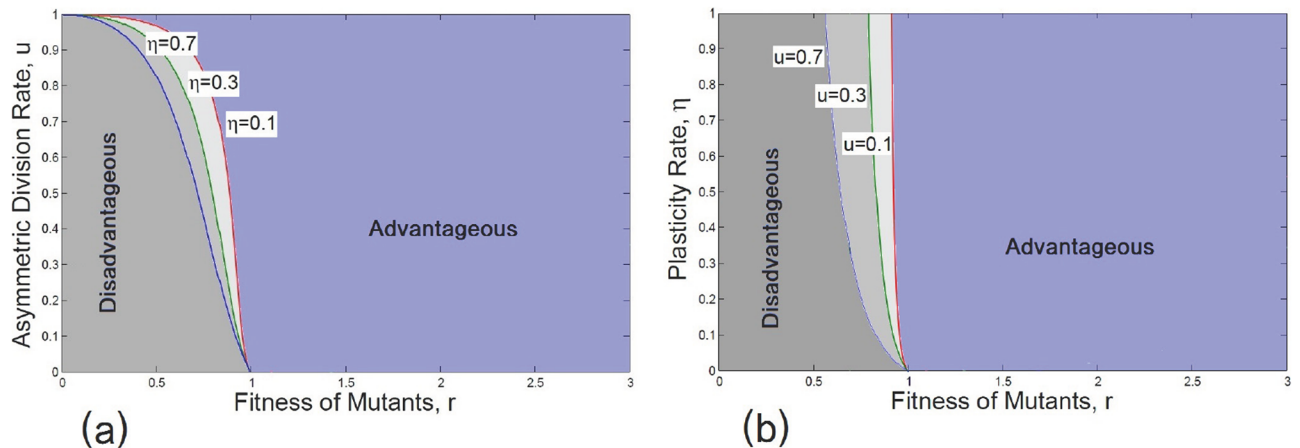 Asymmetric Division Rate, u
1
0.9
0.8
0.7
0.6
0.5
0.4
0.3
0.2
0.1
0
η=0.7
η=0.3
η=0.1
Disadvantageous
Advantageous
0 0.5 1 1.5 2 2.5 3
Fitness of Mutants, r
(a)
Plasticity Rate, η
1
0.9
0.8
0.7
0.6
0.5
0.4
0.3
0.2
0.1
0
u=0.7
u=0.3
u=0.1
Disadvantageous
Advantageous
0 0.5 1 1.5 2 2.5 3
Fitness of Mutants, r
(b)